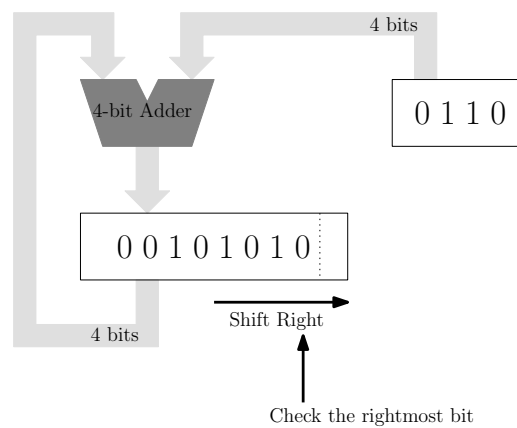 4 bits
4-bit Adder
0 1 1 0
0 0 1 0 1 0 1 0
4 bits
Shift Right
Check the rightmost bit